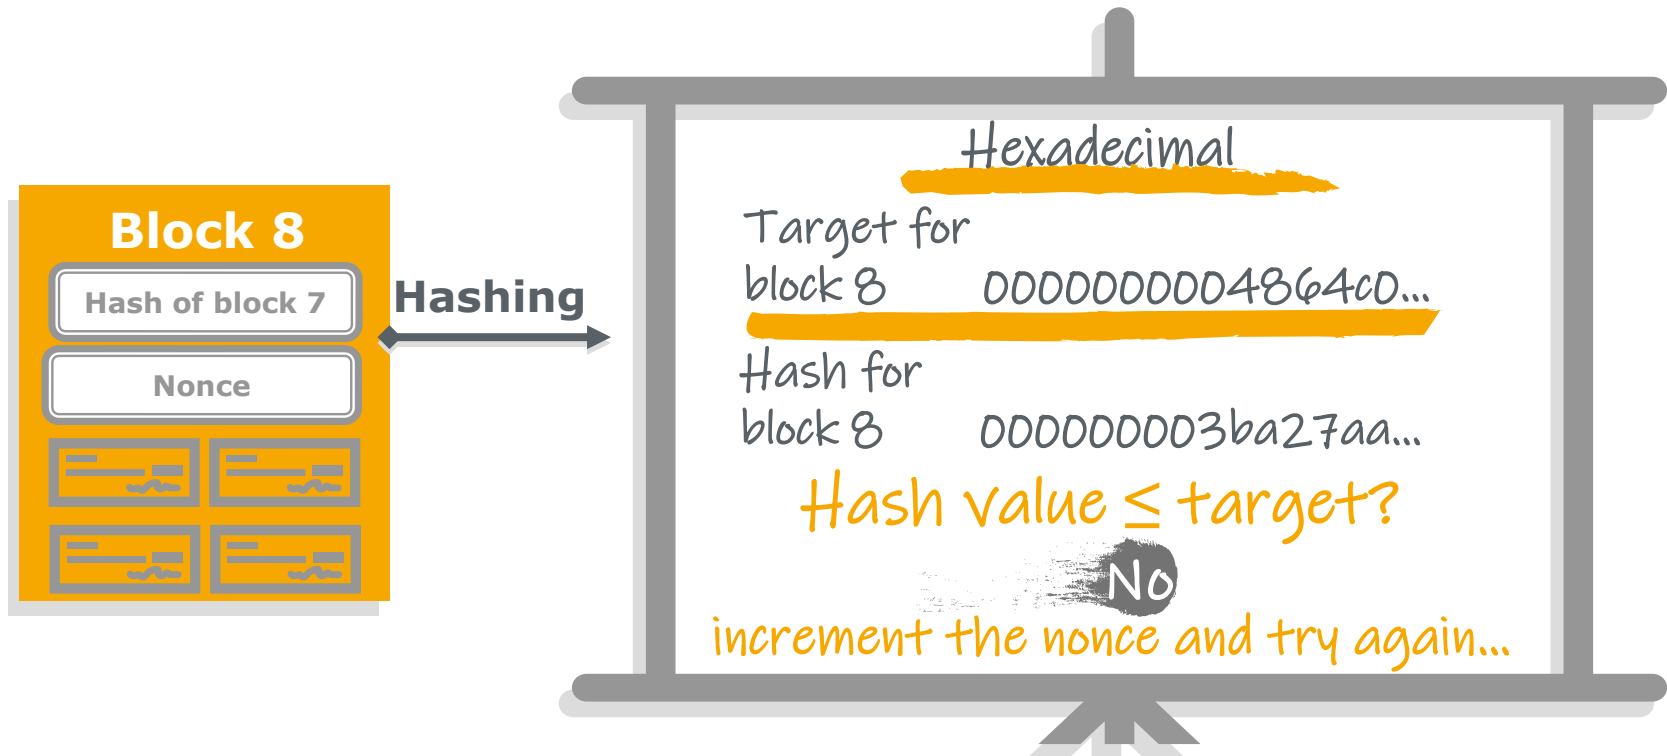 Block 8
Hash of block 7
Nonce
Hashing
Hexadecimal
Target for
block 8 0000000004864c0...
Hash for
block 8 000000003ba27aa...
Hash value ≤ target?
No
increment the nonce and try again...